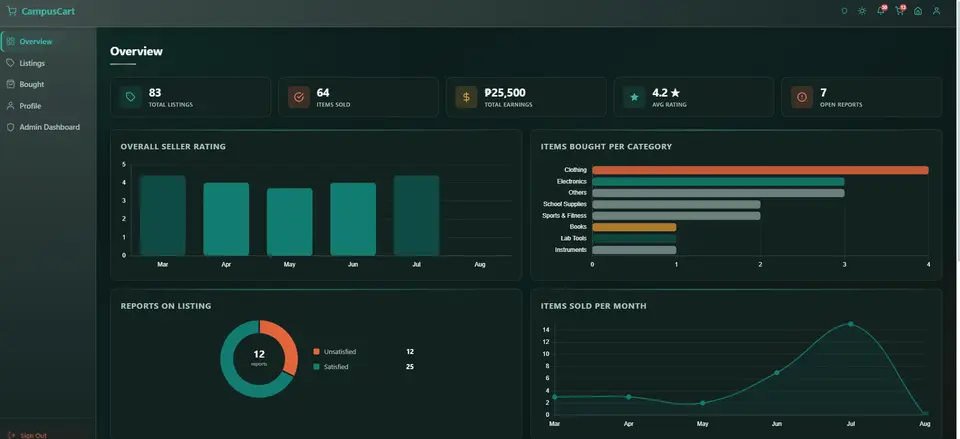 CampusCart
50
13
Overview
Listings
Bought
Profile
Admin Dashboard
Sign Out
Overview
83
TOTAL LISTINGS
64
ITEMS SOLD
₱25,500
TOTAL EARNINGS
4.2 ★
AVG RATING
7
OPEN REPORTS
OVERALL SELLER RATING
5
4
3
2
1
0
Mar Apr May Jun Jul Aug
ITEMS BOUGHT PER CATEGORY
Clothing
Electronics
Others
School Supplies
Sports & Fitness
Books
Lab Tools
Instruments
0 1 2 3 4
REPORTS ON LISTING
12
reports
Unsatisfied 12
Satisfied 25
ITEMS SOLD PER MONTH
14
12
10
8
6
4
2
0
Mar Apr May Jun Jul Aug